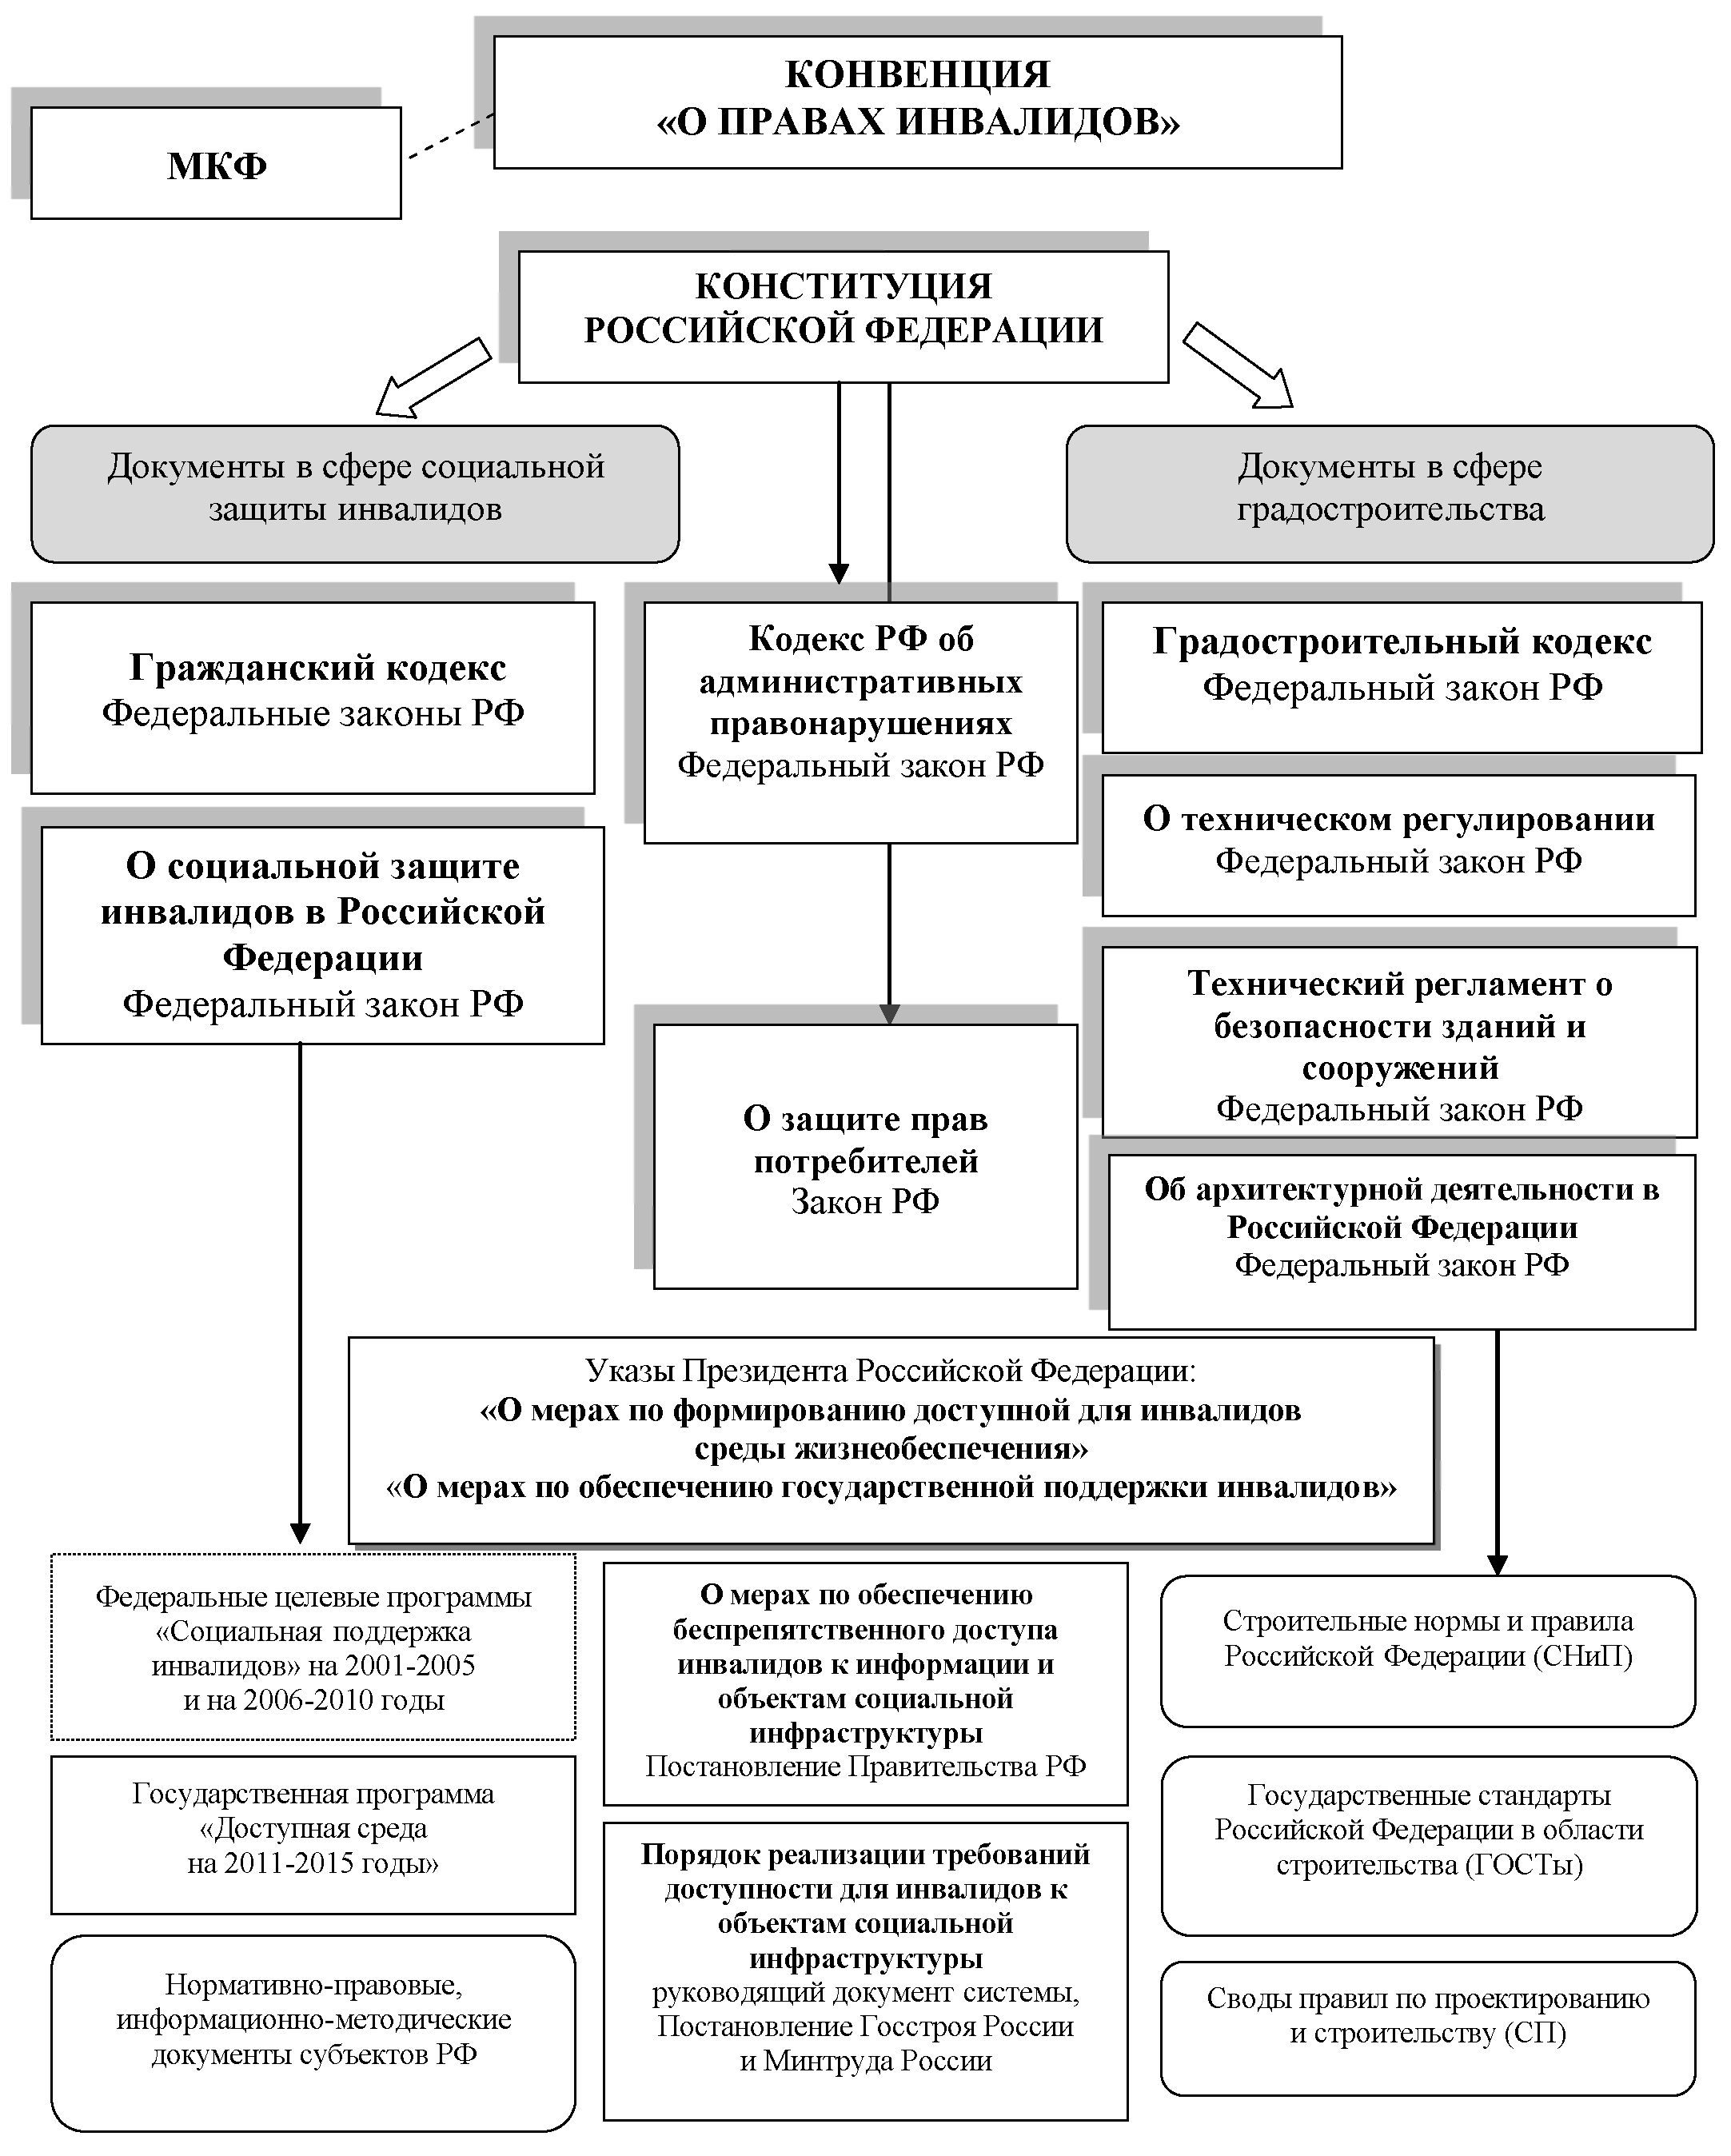 КОНВЕНЦИЯ
«О ПРАВАХ ИНВАЛИДОВ»
МКФ
КОНСТИТУЦИЯ
РОССИЙСКОЙ ФЕДЕРАЦИИ
Документы в сфере социальной
защиты инвалидов
Документы в сфере
градостроительства
Гражданский кодекс
Федеральные законы РФ
О социальной защите
инвалидов в Российской
Федерации
Федеральный закон РФ
Кодекс РФ об
административных
правонарушениях
Федеральный закон РФ
О защите прав
потребителей
Закон РФ
Градостроительный кодекс
Федеральный закон РФ
О техническом регулировании
Федеральный закон РФ
Технический регламент о
безопасности зданий и
сооружений
Федеральный закон РФ
Об архитектурной деятельности в
Российской Федерации
Федеральный закон РФ
Указы Президента Российской Федерации:
«О мерах по формированию доступной для инвалидов
среды жизнеобеспечения»
«О мерах по обеспечению государственной поддержки инвалидов»
Федеральные целевые программы
«Социальная поддержка
инвалидов» на 2001-2005
и на 2006-2010 годы
Государственная программа
«Доступная среда
на 2011-2015 годы»
Нормативно-правовые,
информационно-методические
документы субъектов РФ
О мерах по обеспечению
беспрепятственного доступа
инвалидов к информации и
объектам социальной
инфраструктуры
Постановление Правительства РФ
Порядок реализации требований
доступности для инвалидов к
объектам социальной
инфраструктуры
руководящий документ системы,
Постановление Госстроя России
и Минтруда России
Строительные нормы и правила
Российской Федерации (СНиП)
Государственные стандарты
Российской Федерации в области
строительства (ГОСТы)
Своды правил по проектированию
и строительству (СП)